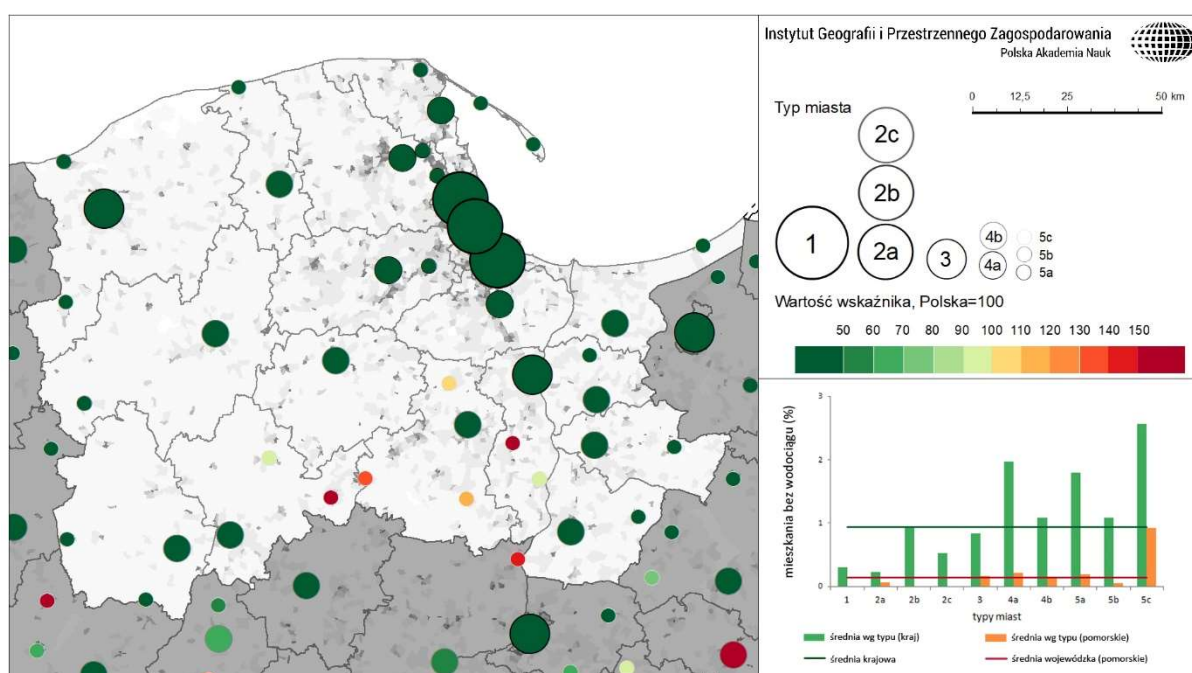 Instytut Geografii i Przestrzennego Zagospodarowania
Polska Akademia Nauk
0 12,5 25 50 km
Typ miasta
2c
2b
1
2a
3
4b
4a
5c
5b
5a
Wartość wskaźnika, Polska=100
50 60 70 80 90 100 110 120 130 140 150
mieszkania bez wodociągu (%)
3
2
1
0
1 2a 2b 2c 3 4a 4b 5a 5b 5c
typy miast
średnia wg typu (kraj)
średnia wg typu (pomorskie)
średnia krajowa
średnia wojewódzka (pomorskie)